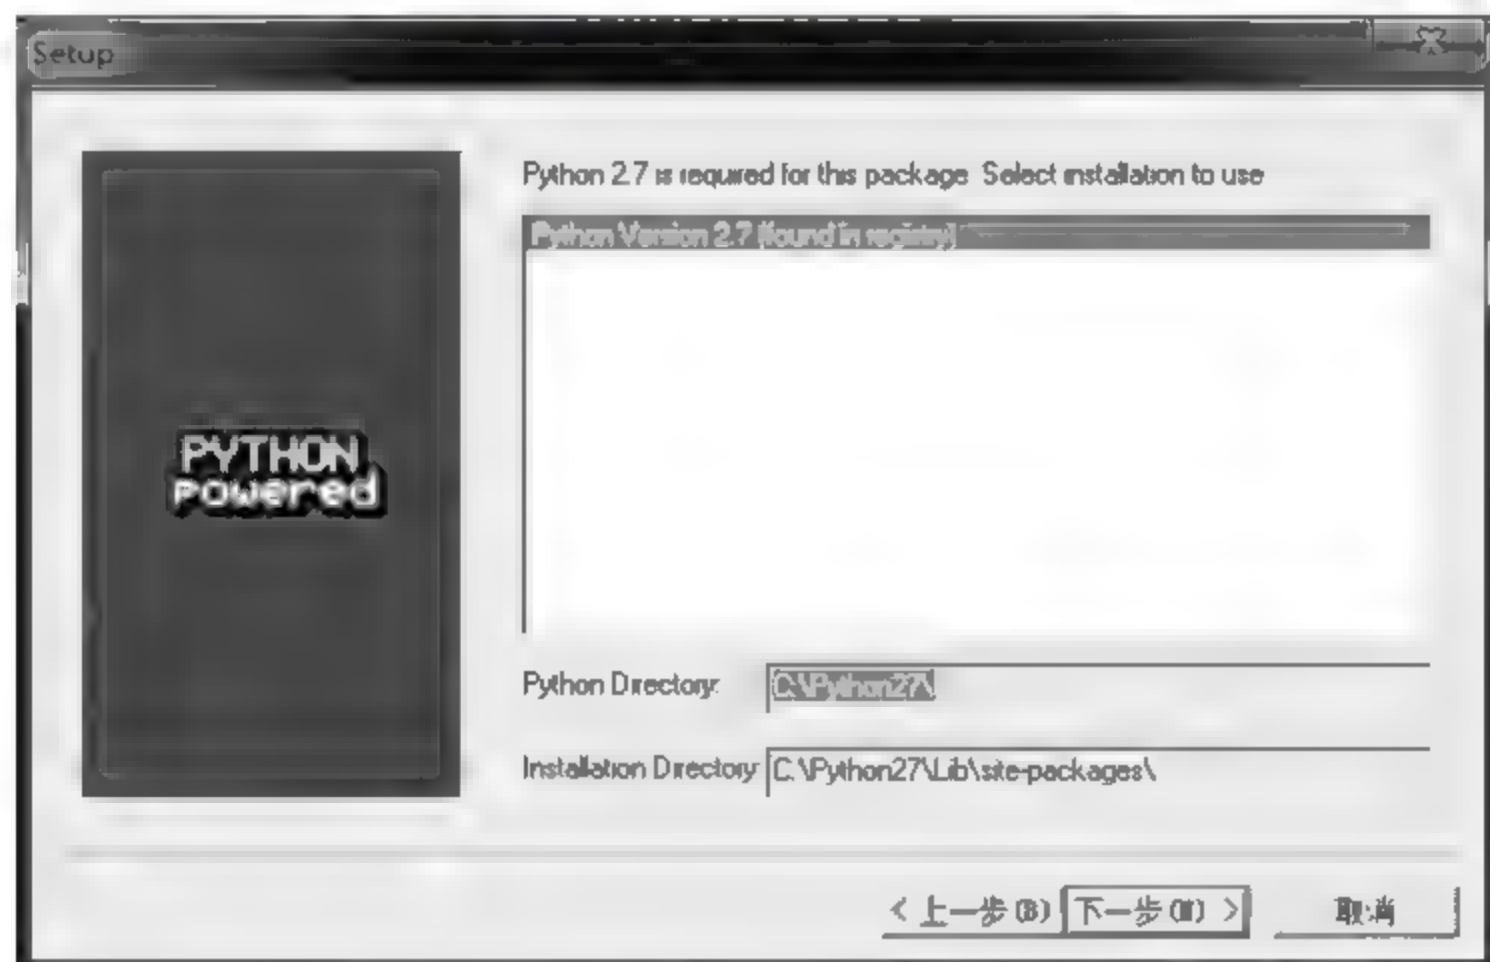 Setup
PYTHON
powered
Python 2.7 is required for this package. Select installation to use
Python Version 2.7 (found in registry)
Python Directory: C:\Python27\
Installation Directory: C:\Python27\Lib\site-packages\
< 上一步(B) 下一步(N) > 取消